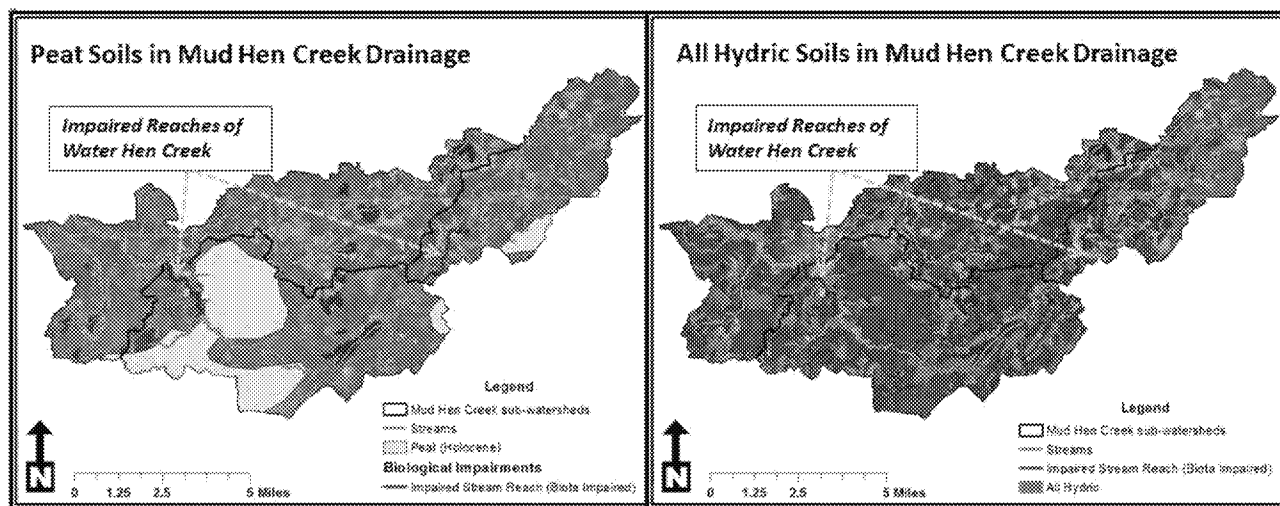 Peat Soils in Mud Hen Creek Drainage
Impaired Reaches of
Water Hen Creek
Legend
Mud Hen Creek sub-watersheds
Streams
Peat (Holocene)
Biological Impairments
Impaired Stream Reach (Biota Impaired)
N
0 1.25 2.5 5 Miles
All Hydric Soils in Mud Hen Creek Drainage
Impaired Reaches of
Water Hen Creek
Legend
Mud Hen Creek sub-watersheds
Streams
Impaired Stream Reach (Biota Impaired)
All Hydric
N
0 1.25 2.5 5 Miles